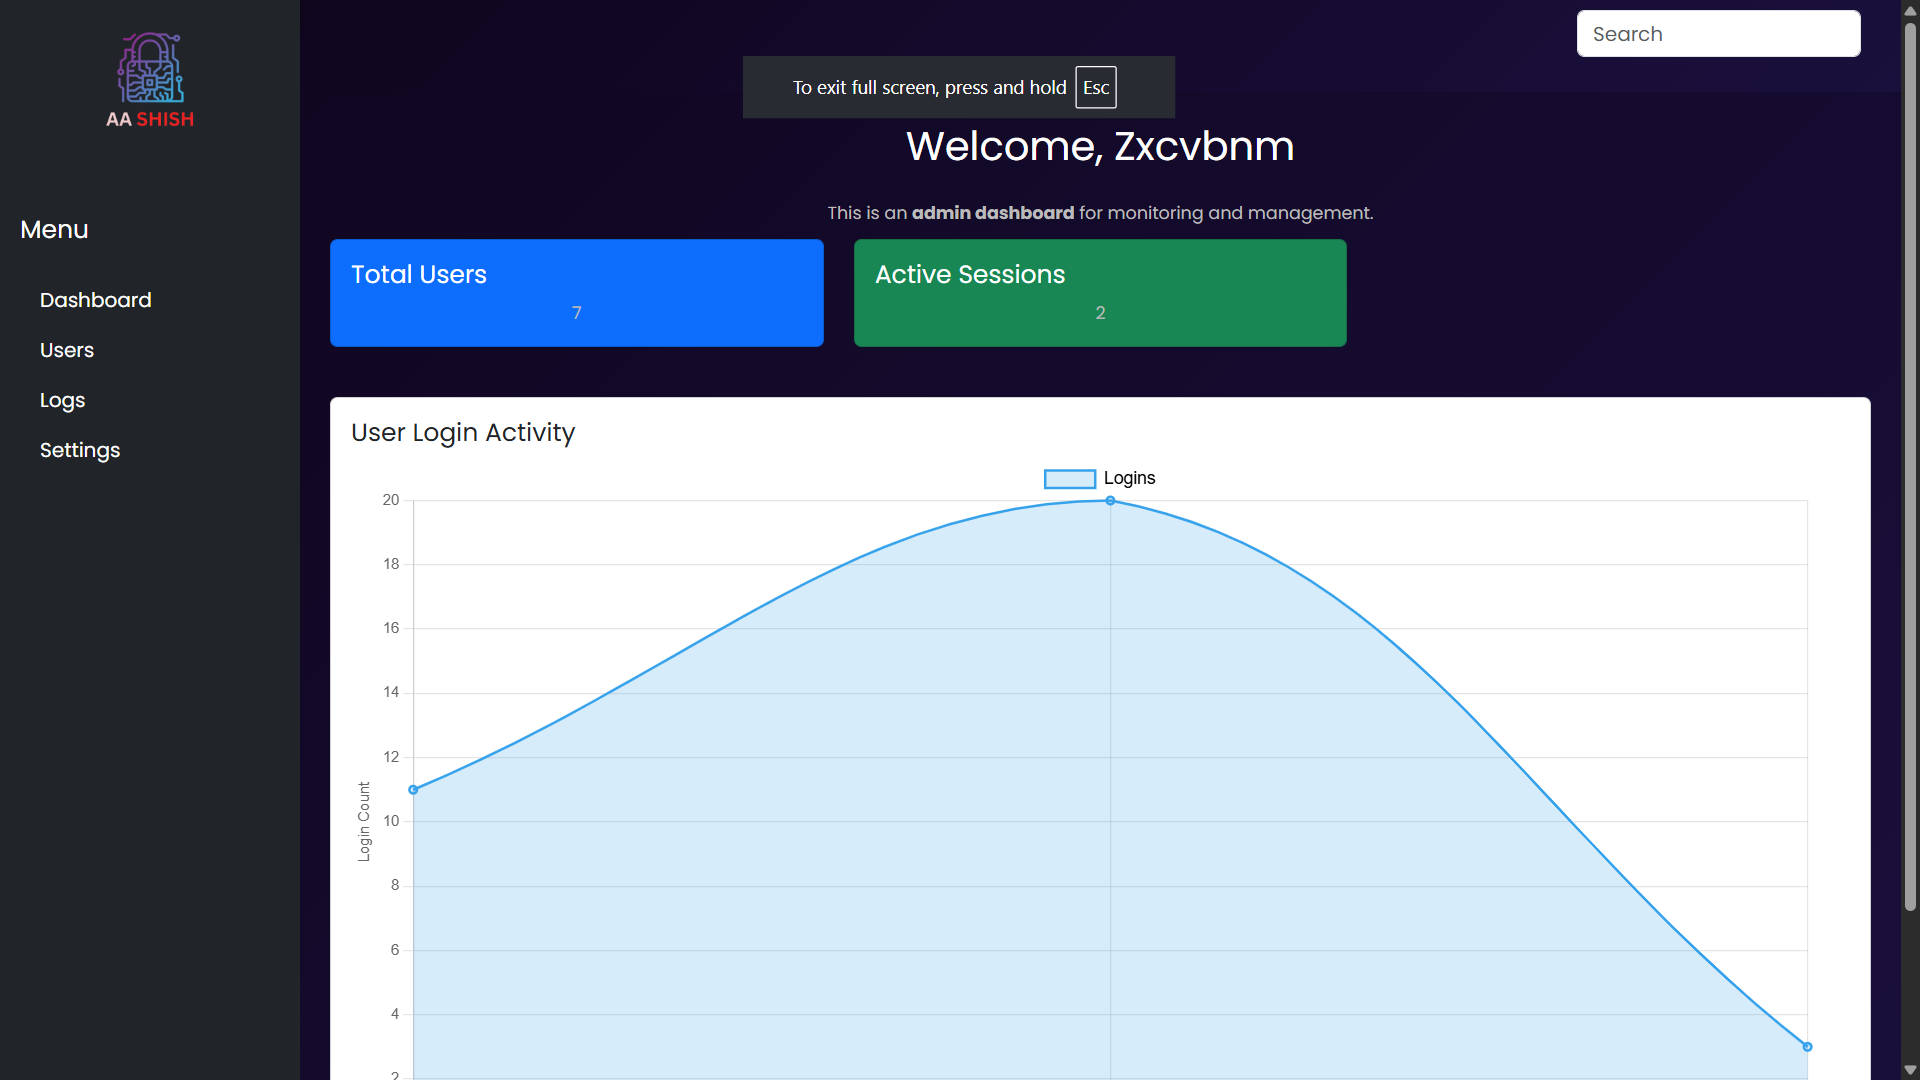 AA SHISH
Menu
Dashboard
Users
Logs
Settings
Search
To exit full screen, press and hold Esc
Welcome, Zxcvbnm
This is an admin dashboard for monitoring and management.
Total Users
7
Active Sessions
2
User Login Activity
Logins
20
18
16
14
12
10
8
6
4
2
Login Count